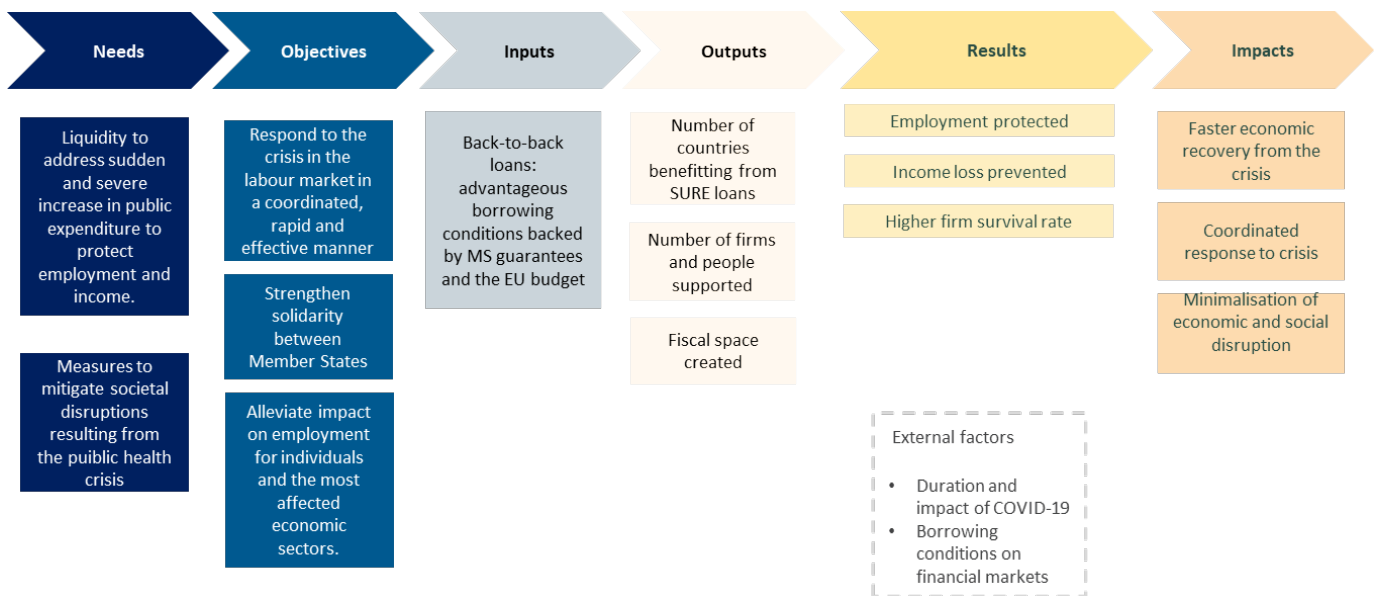 Needs
Objectives
Inputs
Outputs
Results
Impacts
Liquidity to
address sudden
and severe
increase in public
expenditure to
protect
employment and
income.
Measures to
mitigate societal
disruptions
resulting from
the puiblic health
crisis
Respond to the
crisis in the
labour market in
a coordinated,
rapid and
effective manner
Strengthen
solidarity
between
Member States
Alleviate impact
on employment
for individuals
and the most
affected
economic
sectors.
Back-to-back
loans:
advantageous
borrowing
conditions backed
by MS guarantees
and the EU budget
Number of
countries
benefitting from
SURE loans
Number of firms
and people
supported
Fiscal space
created
Employment protected
Income loss prevented
Higher firm survival rate
External factors
• Duration and
impact of COVID-19
• Borrowing
conditions on
financial markets
Faster economic
recovery from the
crisis
Coordinated
response to crisis
Minimalisation of
economic and social
disruption